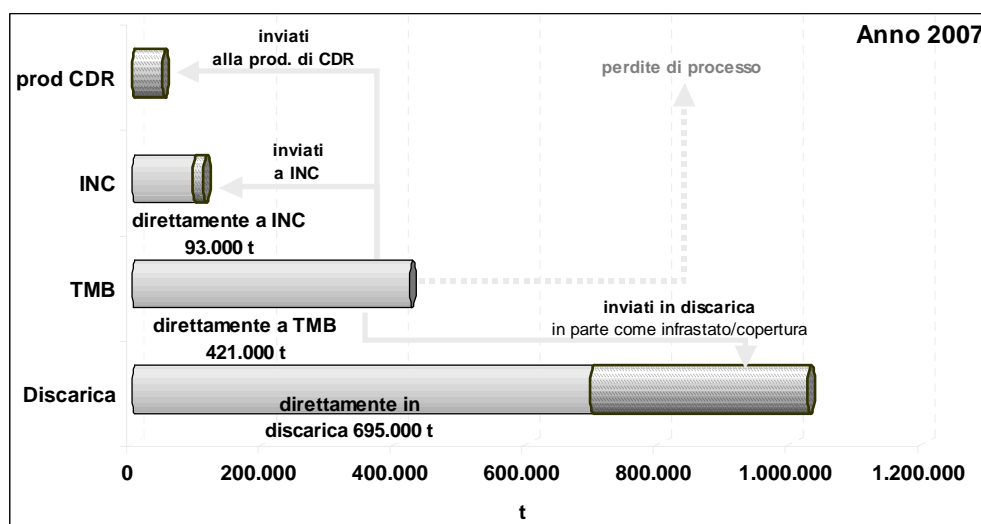 Anno 2007
inviati
alla prod. di CDR
perdite di processo
prod CDR
inviati
a INC
INC
direttamente a INC
93.000 t
TMB
inviati in discarica
in parte come infrastato/copertura
direttamente a TMB
421.000 t
Discarica
direttamente in
discarica 695.000 t
0 200.000 400.000 600.000 800.000 1.000.000 1.200.000
t